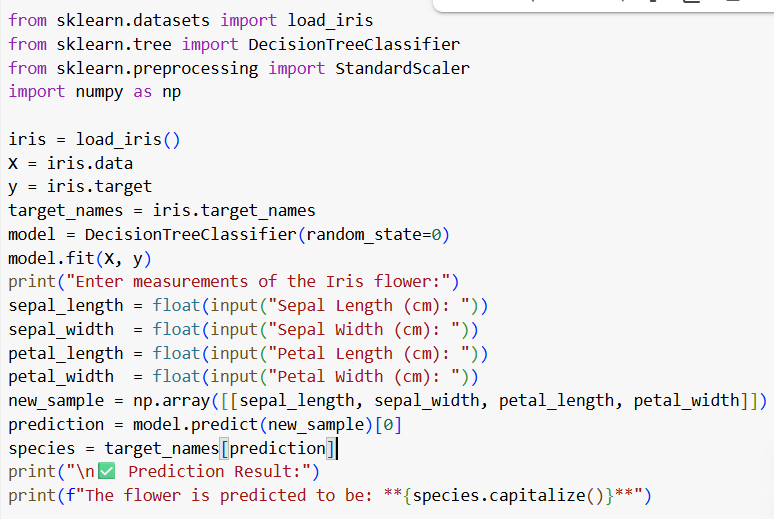 from sklearn.datasets import load_iris
from sklearn.tree import DecisionTreeClassifier
from sklearn.preprocessing import StandardScaler
import numpy as np

iris = load_iris()
X = iris.data
y = iris.target
target_names = iris.target_names
model = DecisionTreeClassifier(random_state=0)
model.fit(X, y)
print("Enter measurements of the Iris flower:")
sepal_length = float(input("Sepal Length (cm): "))
sepal_width  = float(input("Sepal Width (cm): "))
petal_length = float(input("Petal Length (cm): "))
petal_width  = float(input("Petal Width (cm): "))
new_sample = np.array([[sepal_length, sepal_width, petal_length, petal_width]])
prediction = model.predict(new_sample)[0]
species = target_names[prediction]
print("\n✅ Prediction Result:")
print(f"The flower is predicted to be: **{species.capitalize()}**")